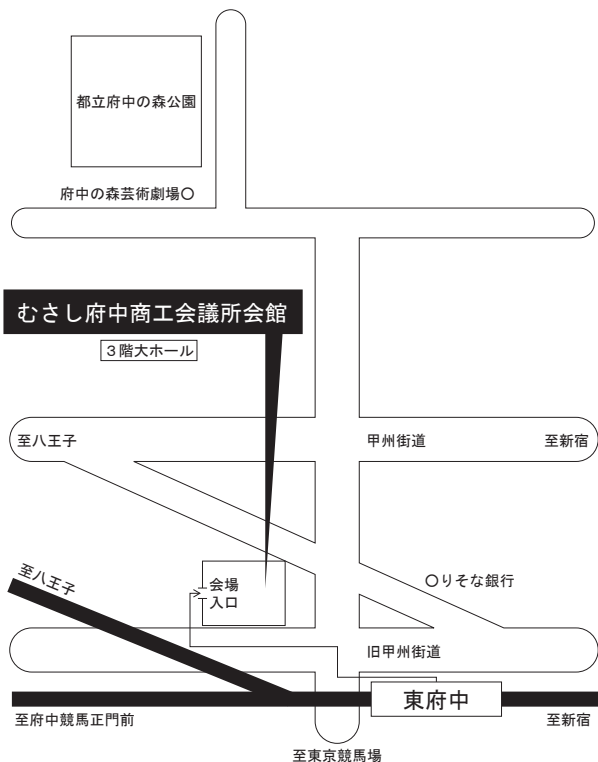 都立府中の森公園
府中の森芸術劇場○
むさし府中商工会議所会館
3階大ホール
至八王子
甲州街道
至新宿
○りそな銀行
至八王子
会場
入口
旧甲州街道
東府中
至府中競馬正門前
至新宿
至東京競馬場